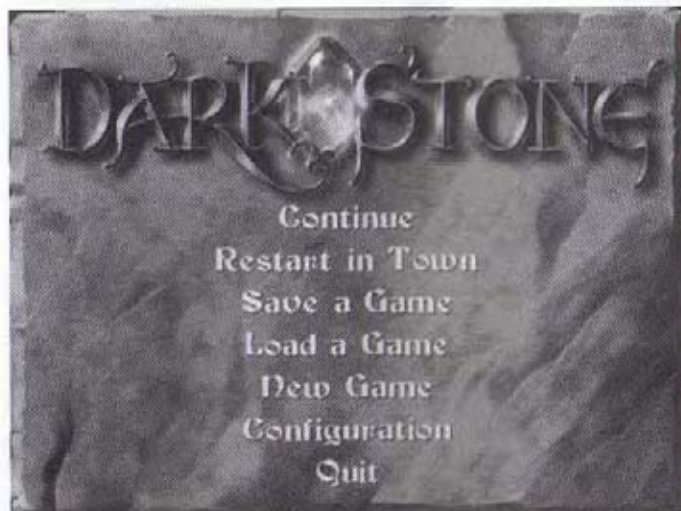 DARKSTONE
Continue
Restart in Town
Save a Game
Load a Game
New Game
Configuration
Quit